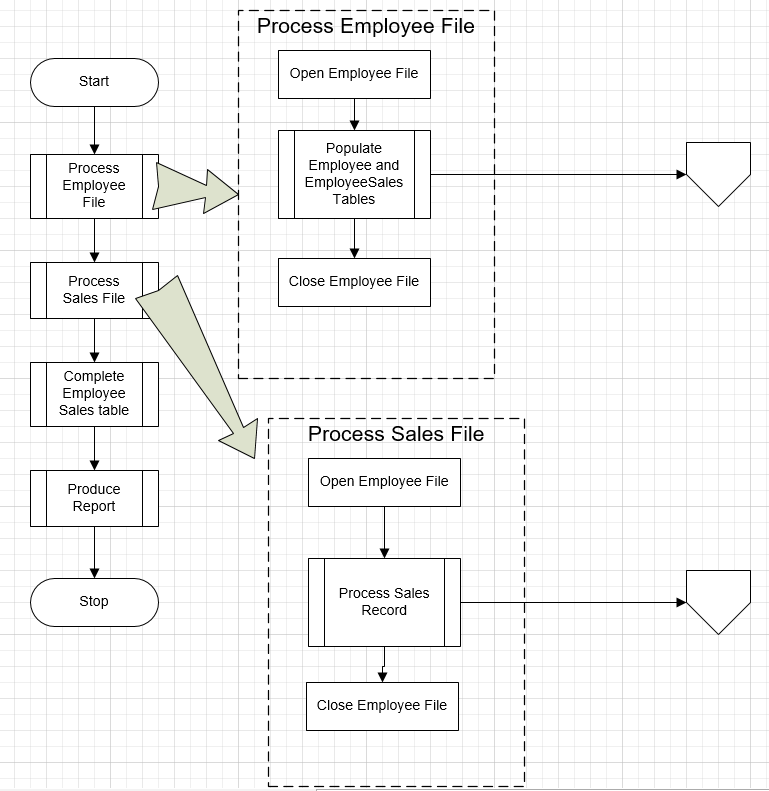 Process Employee File
Open Employee File
Start
Populate
Employee and
EmployeeSales
Tables
Process
Employee
File
Close Employee File
Process
Sales File
Complete
Employee
Sales table
Process Sales File
Open Employee File
Produce
Report
Process Sales
Record
Stop
Close Employee File